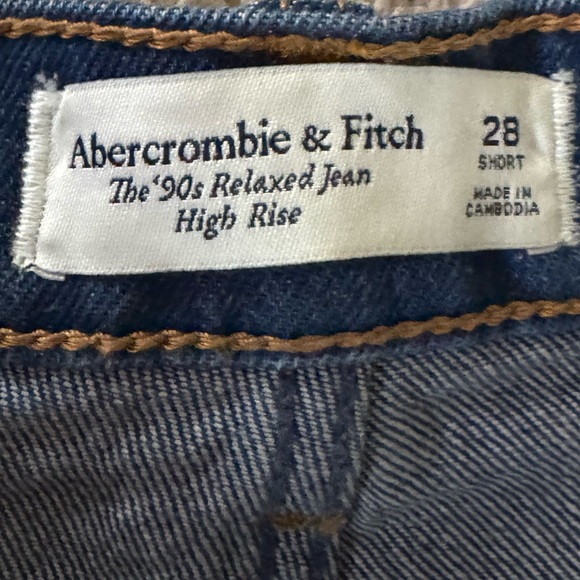 Abercrombie & Fitch
The '90s Relaxed Jean
High Rise
28
SHORT
MADE IN
CAMBODIA